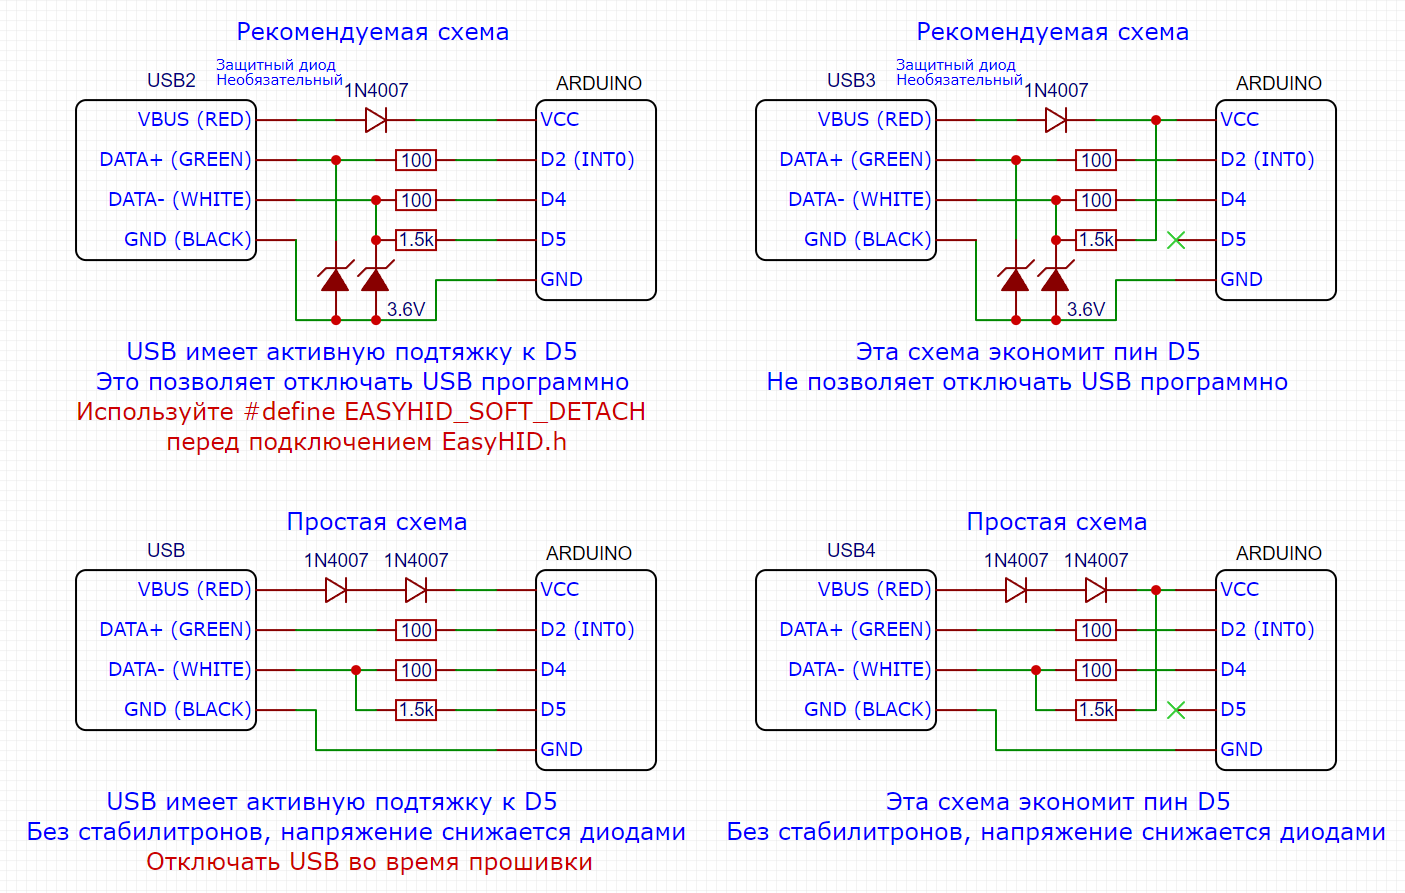 Рекомендуемая схема
Защитный диод
Необязательный
USB2
1N4007
ARDUINO
VBUS (RED)
VCC
DATA+ (GREEN)
100
D2 (INT0)
DATA- (WHITE)
100
D4
GND (BLACK)
1.5k
D5
GND
3.6V
USB имеет активную подтяжку к D5
Это позволяет отключать USB программно
Используйте #define EASYHID_SOFT_DETACH
перед подключением EasyHID.h
Рекомендуемая схема
Защитный диод
Необязательный
USB3
1N4007
ARDUINO
VBUS (RED)
VCC
DATA+ (GREEN)
100
D2 (INT0)
DATA- (WHITE)
100
D4
GND (BLACK)
1.5k
D5
GND
3.6V
Эта схема экономит пин D5
Не позволяет отключать USB программно
Простая схема
USB
1N4007 1N4007
ARDUINO
VBUS (RED)
VCC
DATA+ (GREEN)
100
D2 (INT0)
DATA- (WHITE)
100
D4
GND (BLACK)
1.5k
D5
GND
USB имеет активную подтяжку к D5
Без стабилитронов, напряжение снижается диодами
Отключать USB во время прошивки
Простая схема
USB4
1N4007 1N4007
ARDUINO
VBUS (RED)
VCC
DATA+ (GREEN)
100
D2 (INT0)
DATA- (WHITE)
100
D4
GND (BLACK)
1.5k
D5
GND
Эта схема экономит пин D5
Без стабилитронов, напряжение снижается диодами